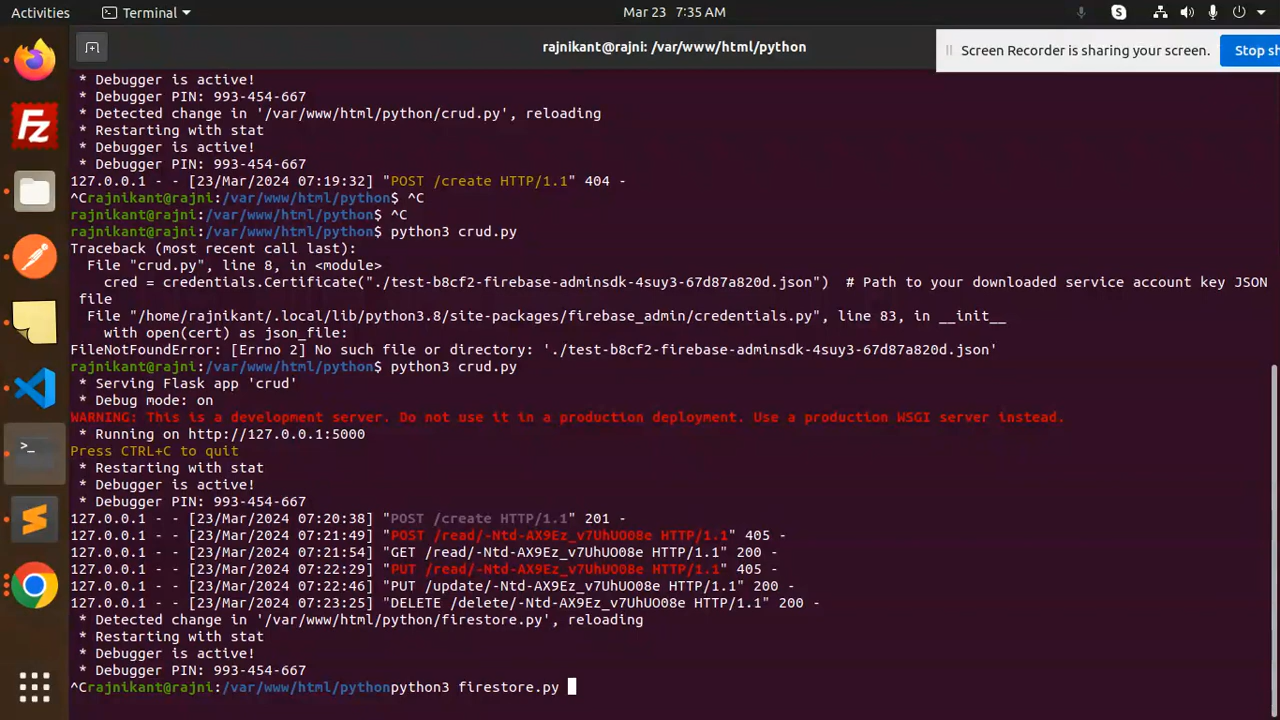 Activities
Terminal
Mar 23 7:35 AM
rajnikant@rajni: /var/www/html/python
Screen Recorder is sharing your screen.
Stop sh
* Debugger is active!
* Debugger PIN: 993-454-667
* Detected change in '/var/www/html/python/crud.py', reloading
* Restarting with stat
* Debugger is active!
* Debugger PIN: 993-454-667
127.0.0.1 - - [23/Mar/2024 07:19:32] "POST /create HTTP/1.1" 404 -
^Crajnikant@rajni:/var/www/html/python$ ^C
rajnikant@rajni:/var/www/html/python$ ^C
rajnikant@rajni:/var/www/html/python$ python3 crud.py
Traceback (most recent call last):
File "crud.py", line 8, in <module>
cred = credentials.Certificate("./test-b8cf2-firebase-adminsdk-4suy3-67d87a820d.json")  # Path to your downloaded service account key JSON
file
File "/home/rajnikant/.local/lib/python3.8/site-packages/firebase_admin/credentials.py", line 83, in __init__
with open(cert) as json_file:
FileNotFoundError: [Errno 2] No such file or directory: './test-b8cf2-firebase-adminsdk-4suy3-67d87a820d.json'
rajnikant@rajni:/var/www/html/python$ python3 crud.py
* Serving Flask app 'crud'
* Debug mode: on
WARNING: This is a development server. Do not use it in a production deployment. Use a production WSGI server instead.
* Running on http://127.0.0.1:5000
Press CTRL+C to quit
* Restarting with stat
* Debugger is active!
* Debugger PIN: 993-454-667
127.0.0.1 - - [23/Mar/2024 07:20:38] "POST /create HTTP/1.1" 201 -
127.0.0.1 - - [23/Mar/2024 07:21:49] "POST /read/-Ntd-AX9Ez_v7UhUO08e HTTP/1.1" 405 -
127.0.0.1 - - [23/Mar/2024 07:21:54] "GET /read/-Ntd-AX9Ez_v7UhUO08e HTTP/1.1" 200 -
127.0.0.1 - - [23/Mar/2024 07:22:29] "PUT /read/-Ntd-AX9Ez_v7UhUO08e HTTP/1.1" 405 -
127.0.0.1 - - [23/Mar/2024 07:22:46] "PUT /update/-Ntd-AX9Ez_v7UhUO08e HTTP/1.1" 200 -
127.0.0.1 - - [23/Mar/2024 07:23:25] "DELETE /delete/-Ntd-AX9Ez_v7UhUO08e HTTP/1.1" 200 -
* Detected change in '/var/www/html/python/firestore.py', reloading
* Restarting with stat
* Debugger is active!
* Debugger PIN: 993-454-667
^Crajnikant@rajni:/var/www/html/pythonpython3 firestore.py